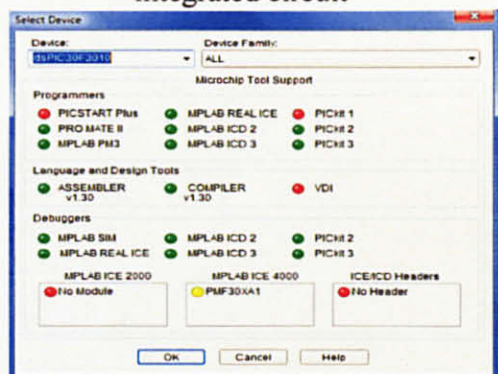 integrated circuit
Select Device
Device: Device Family:
dsPIC30F2010 ALL
Microchip Tool Support
Programmers
PICSTART Plus MPLAB REAL ICE PICkit 1
PRO MATE II MPLAB ICD 2 PICkit 2
MPLAB PM3 MPLAB ICD 3 PICkit 3
Language and Design Tools
ASSEMBLER COMPILER VDI
v1.30 v1.30
Debuggers
MPLAB SIM MPLAB ICD 2 PICkit 2
MPLAB REAL ICE MPLAB ICD 3 PICkit 3
MPLAB ICE 2000 MPLAB ICE 4000 ICE/ICD Headers
No Module PMF30XA1 No Header
OK Cancel Help